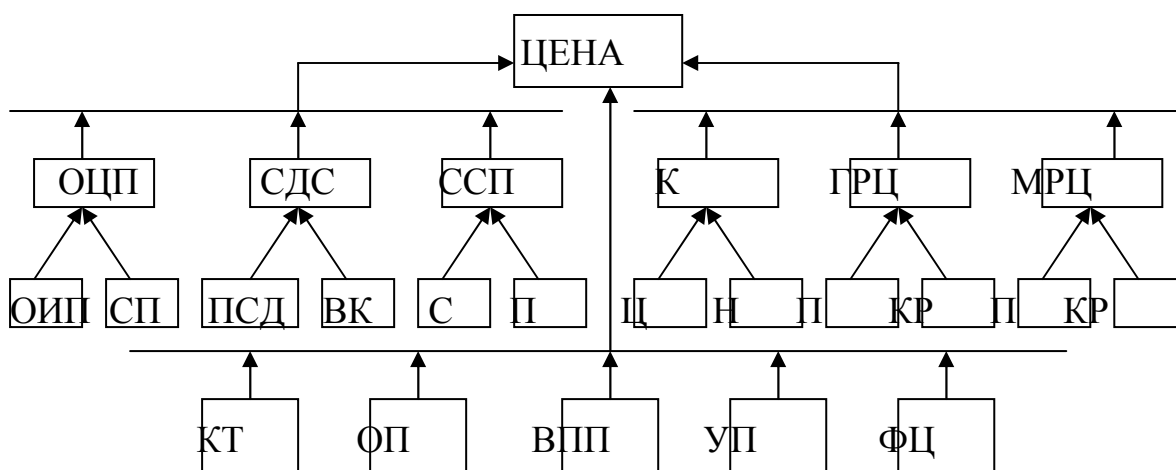 ЦЕНА
ОЦП СДС ССП К ГРЦ МРЦ
ОИП СП ПСД ВК С П Ц Н П КР П КР
КТ ОП ВПП УП ФЦ